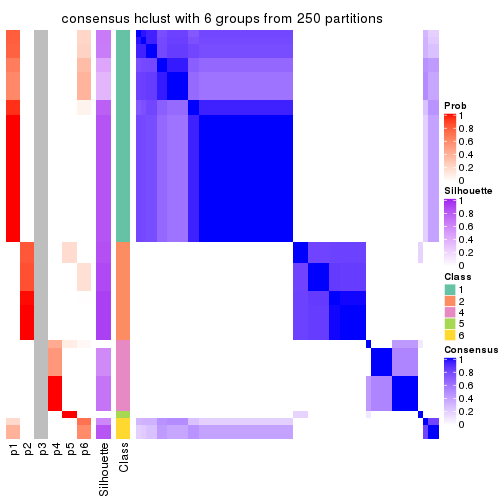 consensus hclust with 6 groups from 250 partitions
Prob
1
0.8
0.6
0.4
0.2
0
Silhouette
1
0.8
0.6
0.4
0.2
0
Class
1
2
4
5
6
Consensus
1
0.8
0.6
0.4
0.2
0
p1
p2
p3
p4
p5
p6
Silhouette
Class